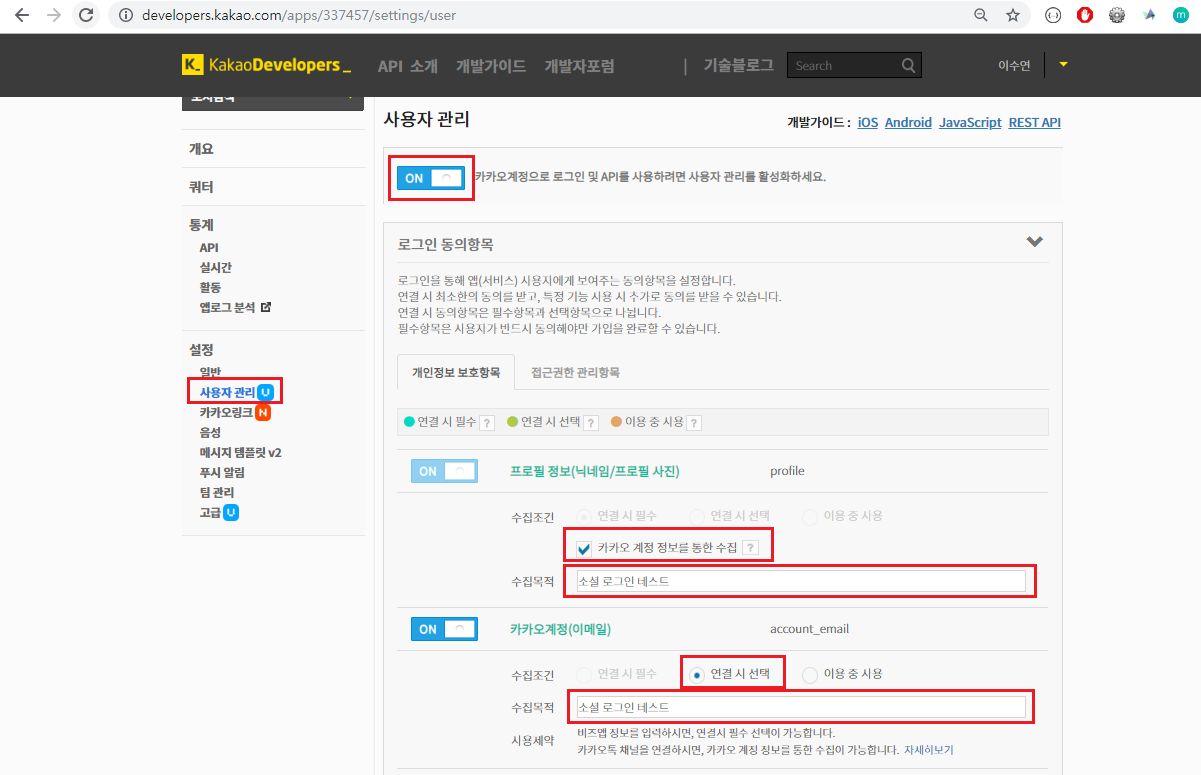 developers.kakao.com/apps/337457/settings/user
m
K_ KakaoDevelopers_ API 소개 개발가이드 개발자포럼 | 기술블로그 Search 이수연
개요
쿼터
통계
API
실시간
활동
앱로그 분석
설정
일반
사용자 관리 U
카카오링크 N
음성
메시지 템플릿 v2
푸시 알림
팀 관리
고급 U
사용자 관리
개발가이드 : iOS Android JavaScript REST API
ON 카카오계정으로 로그인 및 API를 사용하려면 사용자 관리를 활성화하세요.
로그인 동의항목
로그인을 통해 앱(서비스) 사용자에게 보여주는 동의항목을 설정합니다.
연결 시 최소한의 동의를 받고, 특정 기능 사용 시 추가로 동의를 받을 수 있습니다.
연결 시 동의항목은 필수항목과 선택항목으로 나뉩니다.
필수항목은 사용자가 반드시 동의해야만 가입을 완료할 수 있습니다.
개인정보 보호항목 접근권한 관리항목
연결 시 필수 ? 연결 시 선택 ? 이용 중 사용 ?
ON 프로필 정보(닉네임/프로필 사진) profile
수집조건 연결 시 필수 연결 시 선택 이용 중 사용
카카오 계정 정보를 통한 수집 ?
수집목적 소셜 로그인 테스트
ON 카카오계정(이메일) account_email
수집조건 연결 시 필수 연결 시 선택 이용 중 사용
수집목적 소셜 로그인 테스트
사용제약 비즈앱 정보를 입력하시면, 연결시 필수 선택이 가능합니다.
카카오톡 채널을 연결하시면, 카카오 계정 정보를 통한 수집이 가능합니다. 자세히보기